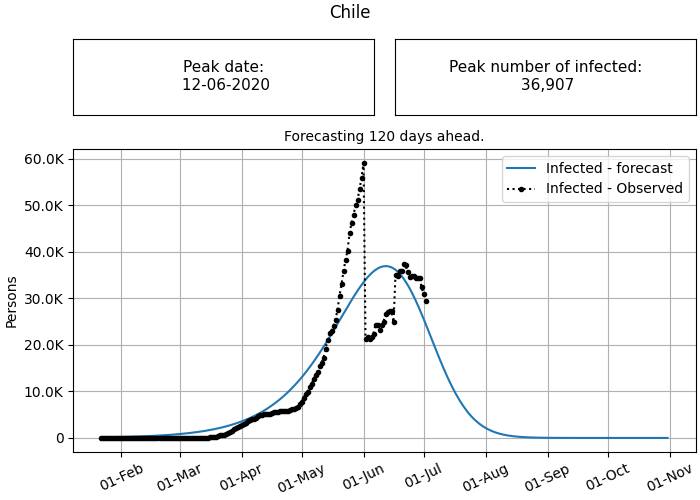 Chile
Peak date:
12-06-2020
Peak number of infected:
36,907
Forecasting 120 days ahead.
Infected - forecast
Infected - Observed
Persons
60.0K
50.0K
40.0K
30.0K
20.0K
10.0K
0
01-Feb
01-Mar
01-Apr
01-May
01-Jun
01-Jul
01-Aug
01-Sep
01-Oct
01-Nov